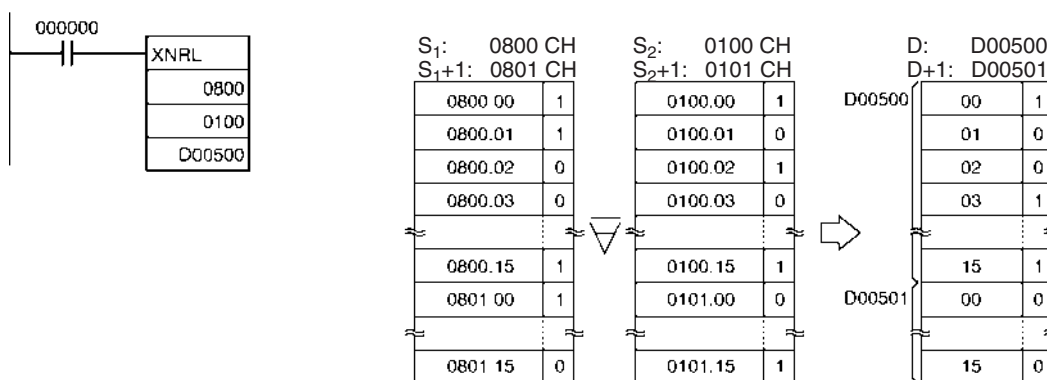 000000
XNRL
0800
0100
D00500
S₁: 0800 CH
S₁+1: 0801 CH
0800 00 1
0800.01 1
0800.02 0
0800.03 0
0800.15 1
0801 00 1
0801 15 0
S₂: 0100 CH
S₂+1: 0101 CH
0100.00 1
0100.01 0
0100.02 1
0100.03 0
0100.15 1
0101.00 0
0101.15 1
D: D00500
D+1: D00501
D00500
00 1
01 0
02 0
03 1
15 1
D00501
00 0
15 0